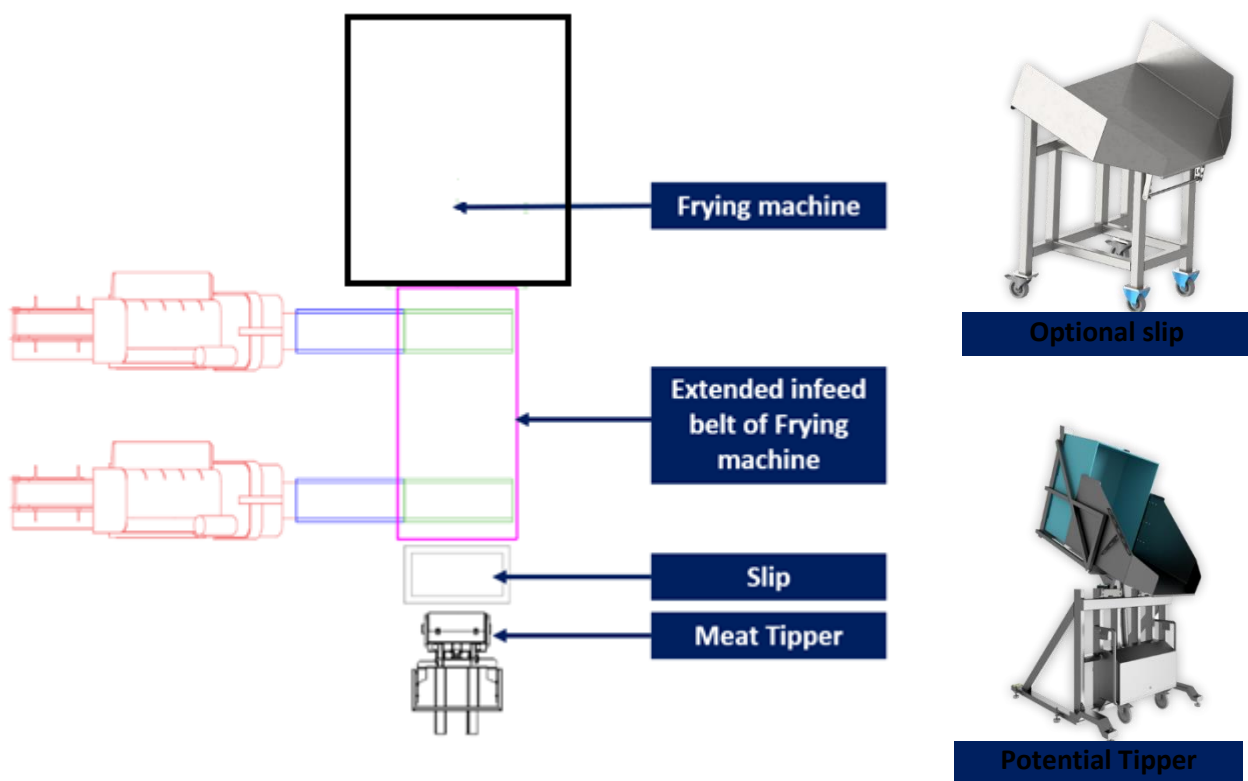 Frying machine
Optional slip
Extended infeed
belt of Frying
machine
Slip
Meat Tipper
Potential Tipper